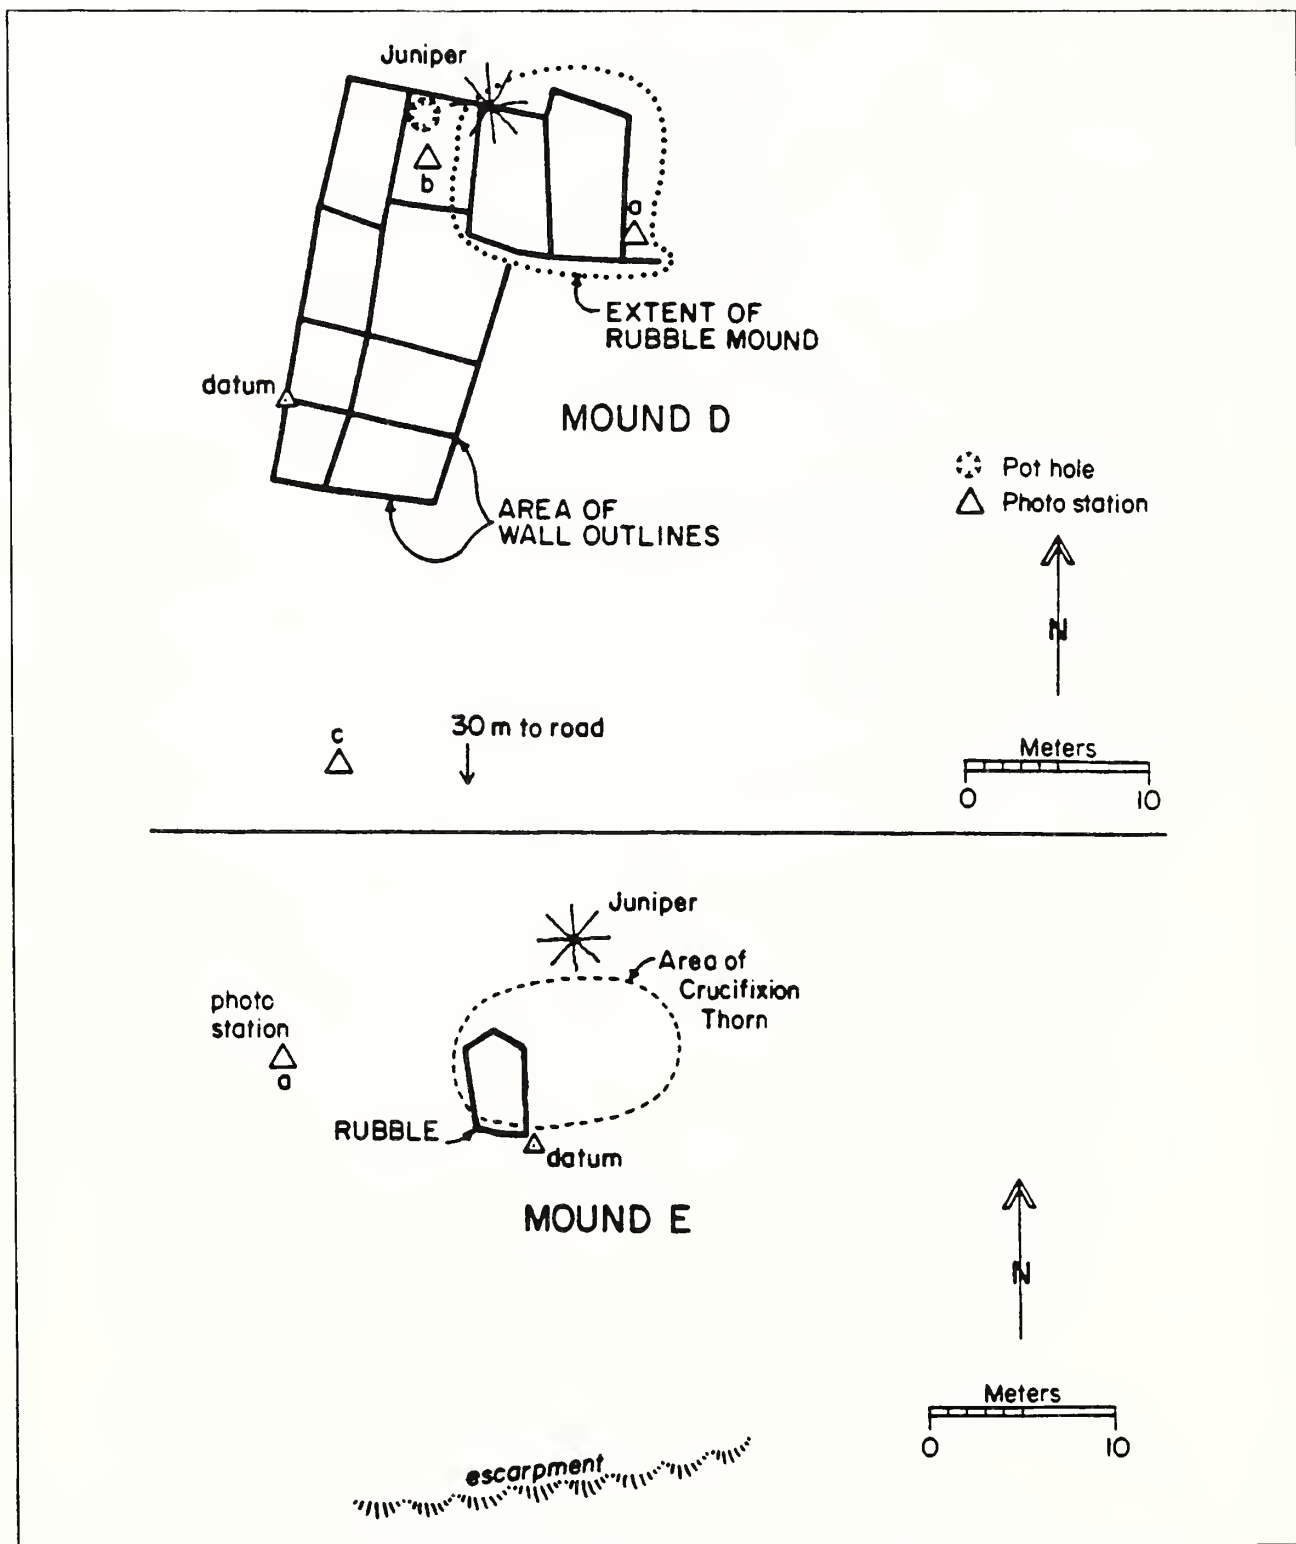 Juniper
b
a
EXTENT OF
RUBBLE MOUND
datum
MOUND D
Pot hole
Photo station
AREA OF
WALL OUTLINES
N
c
30 m to road
Meters
0 10
Juniper
Area of
Crucifixion
Thorn
photo
station
a
RUBBLE
datum
MOUND E
N
Meters
0 10
escarpment